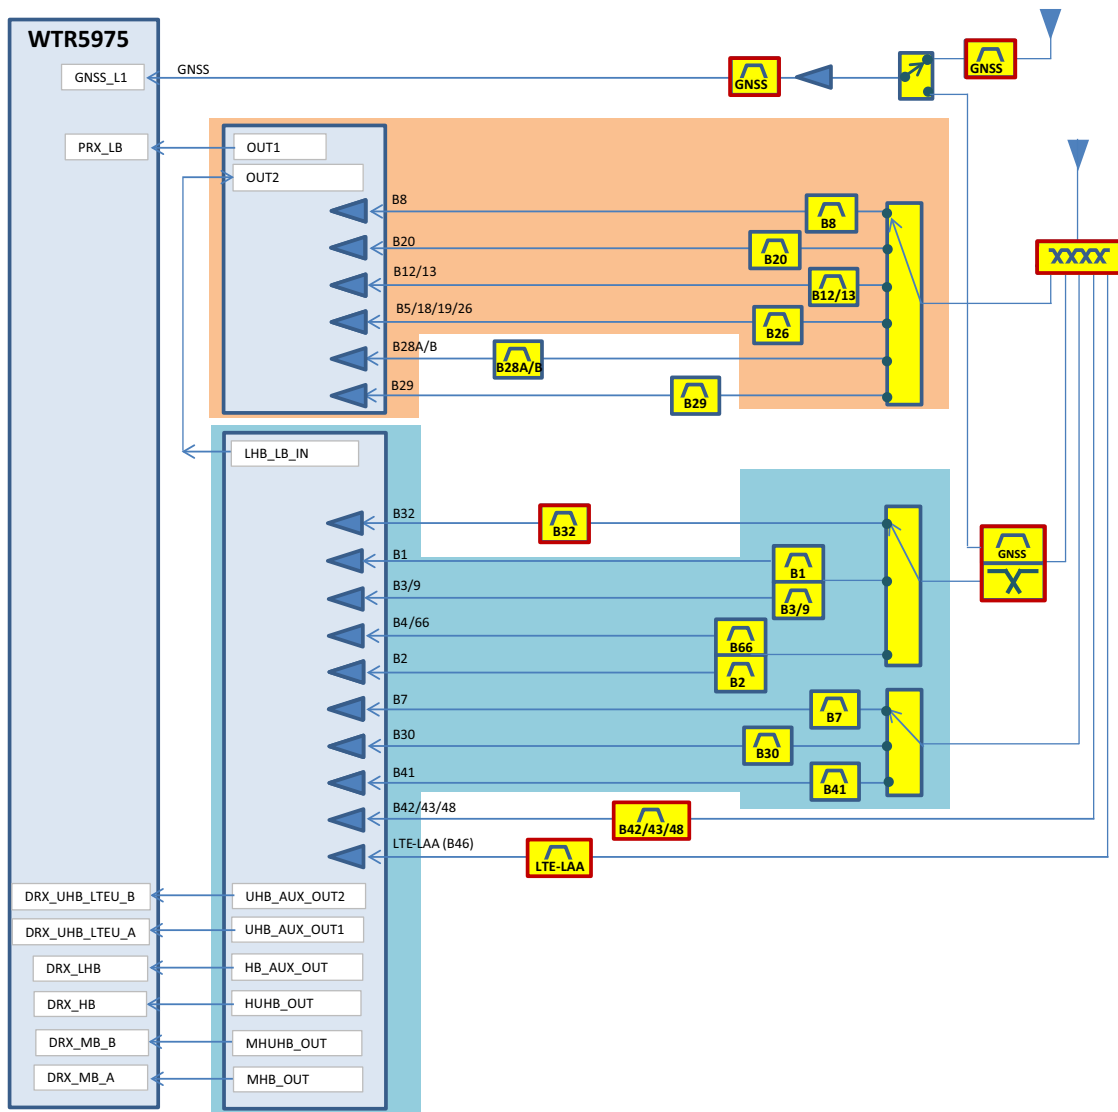 WTR5975
GNSS_L1
GNSS
GNSS
GNSS
PRX_LB
OUT1
OUT2
B8
B8
B20
B20
B12/13
B12/13
B5/18/19/26
B26
B28A/B
B28A/B
B29
B29
LHB_LB_IN
XXXX
B32
B32
B1
B1
GNSS
X
B3/9
B3/9
B4/66
B66
B2
B2
B7
B7
B30
B30
B41
B41
B42/43/48
B42/43/48
LTE-LAA (B46)
LTE-LAA
DRX_UHB_LTEU_B
UHB_AUX_OUT2
DRX_UHB_LTEU_A
UHB_AUX_OUT1
DRX_LHB
HB_AUX_OUT
DRX_HB
HUHB_OUT
DRX_MB_B
MHUHB_OUT
DRX_MB_A
MHB_OUT